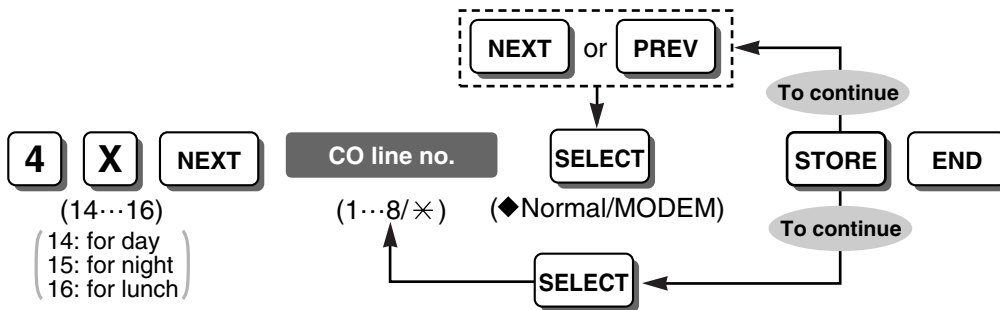 NEXT or PREV
To continue
4 X NEXT CO line no. SELECT STORE END
(14⋯16) (1⋯8/✳) (◆Normal/MODEM)
14: for day
15: for night
16: for lunch
To continue
SELECT